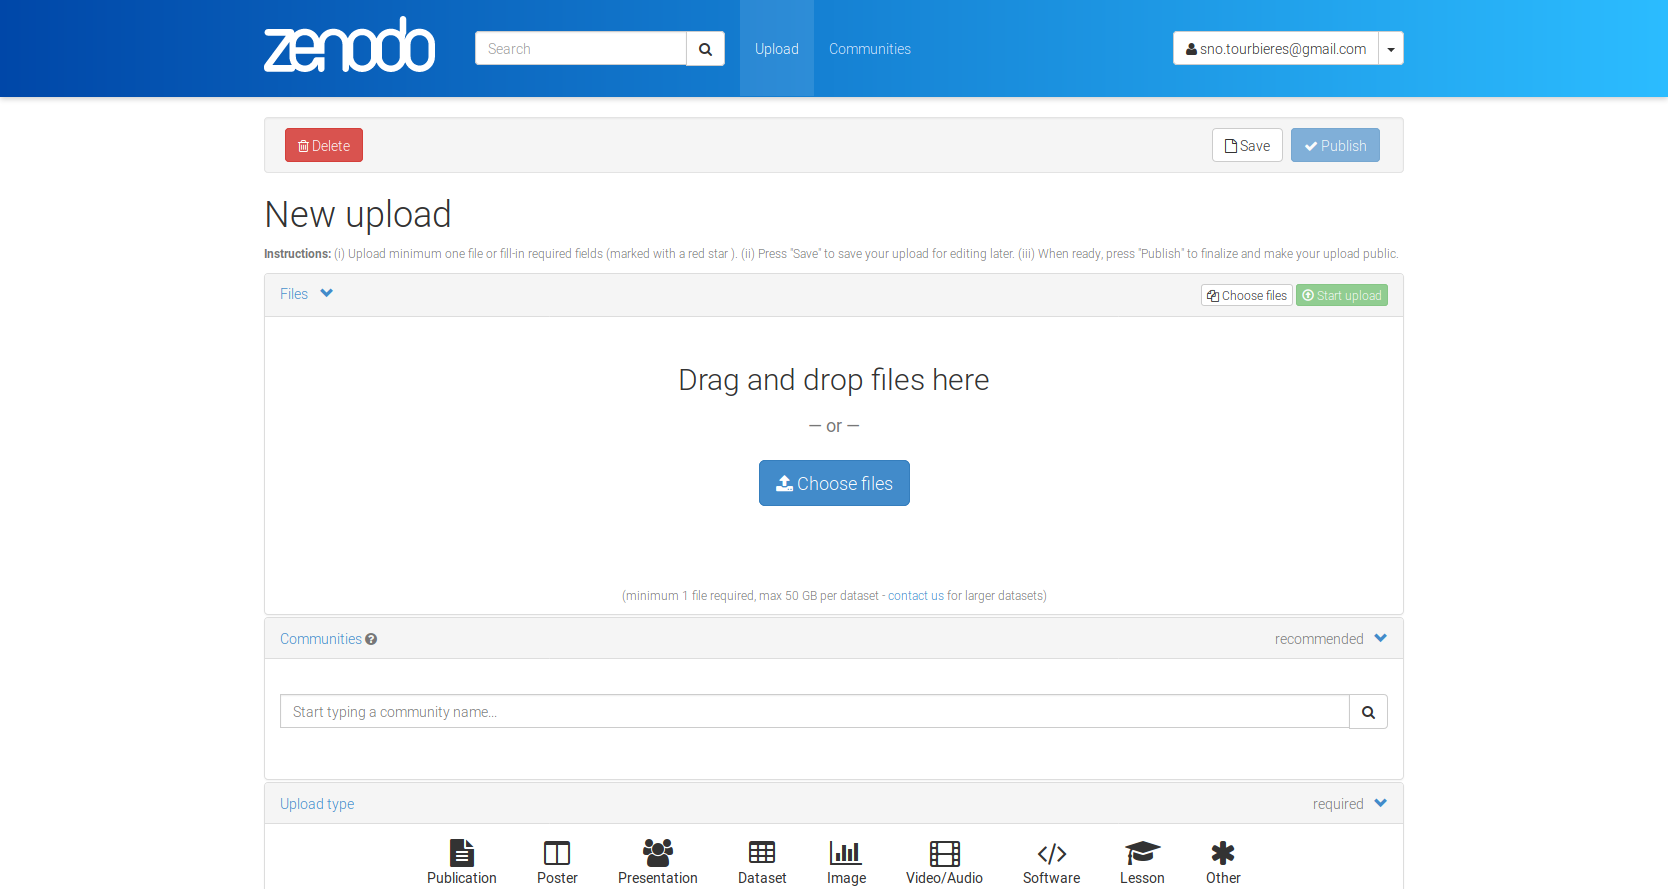 zenodo
Search
Upload
Communities
sno.tourbieres@gmail.com
Delete
Save
Publish
New upload
Instructions: (i) Upload minimum one file or fill-in required fields (marked with a red star ). (ii) Press "Save" to save your upload for editing later. (iii) When ready, press "Publish" to finalize and make your upload public.
Files
Choose files
Start upload
Drag and drop files here
— or —
Choose files
(minimum 1 file required, max 50 GB per dataset - contact us for larger datasets)
Communities
recommended
Start typing a community name...
Upload type
required
Publication
Poster
Presentation
Dataset
Image
Video/Audio
Software
Lesson
Other